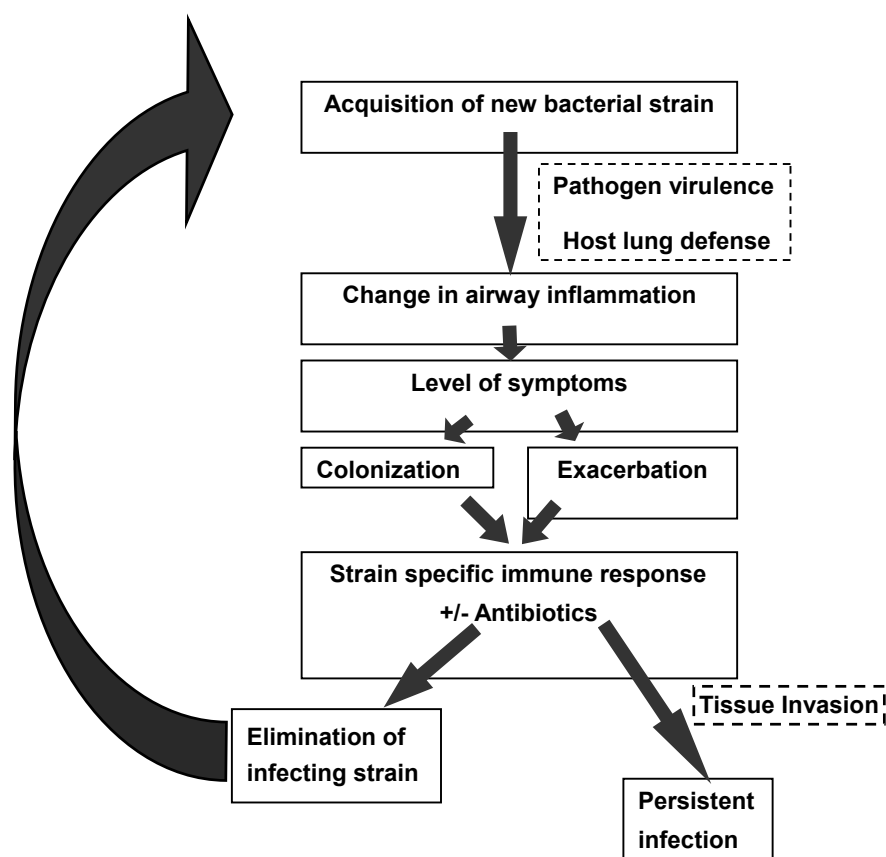 Acquisition of new bacterial strain
Pathogen virulence
Host lung defense
Change in airway inflammation
Level of symptoms
Colonization
Exacerbation
Strain specific immune response
+/- Antibiotics
Tissue Invasion
Elimination of
infecting strain
Persistent
infection